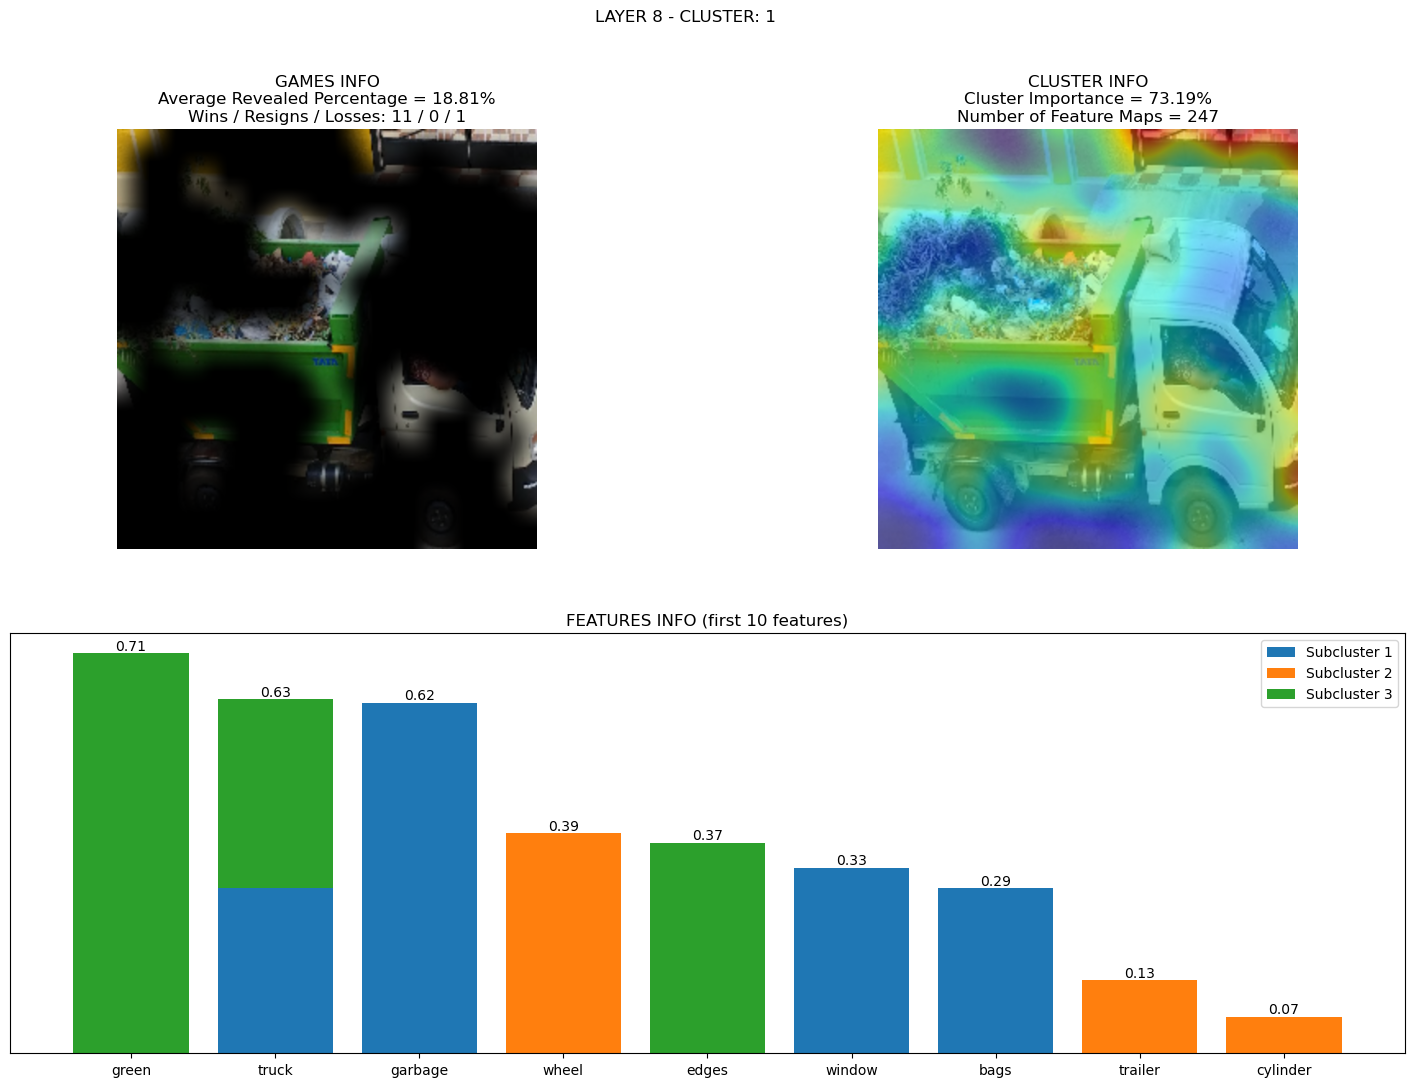 LAYER 8 - CLUSTER: 1
GAMES INFO
Average Revealed Percentage = 18.81%
Wins / Resigns / Losses: 11 / 0 / 1
CLUSTER INFO
Cluster Importance = 73.19%
Number of Feature Maps = 247
FEATURES INFO (first 10 features)
Subcluster 1
Subcluster 2
Subcluster 3
0.71
0.63
0.62
0.39
0.37
0.33
0.29
0.13
0.07
green
truck
garbage
wheel
edges
window
bags
trailer
cylinder